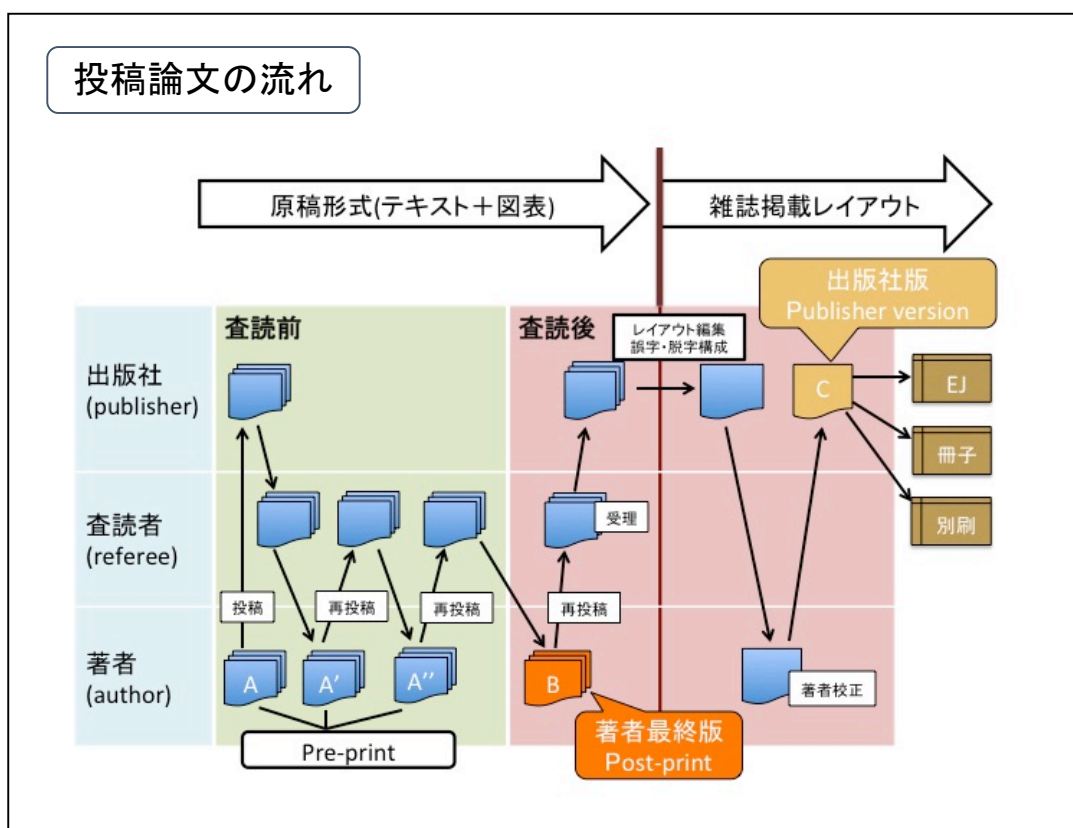 投稿論文の流れ
原稿形式(テキスト＋図表)
雑誌掲載レイアウト
出版社版
Publisher version
査読前
査読後
レイアウト編集
誤字・脱字構成
出版社
(publisher)
C
EJ
冊子
別刷
査読者
(referee)
受理
投稿
再投稿
再投稿
再投稿
著者
(author)
A
A'
A''
B
著者校正
著者最終版
Post-print
Pre-print